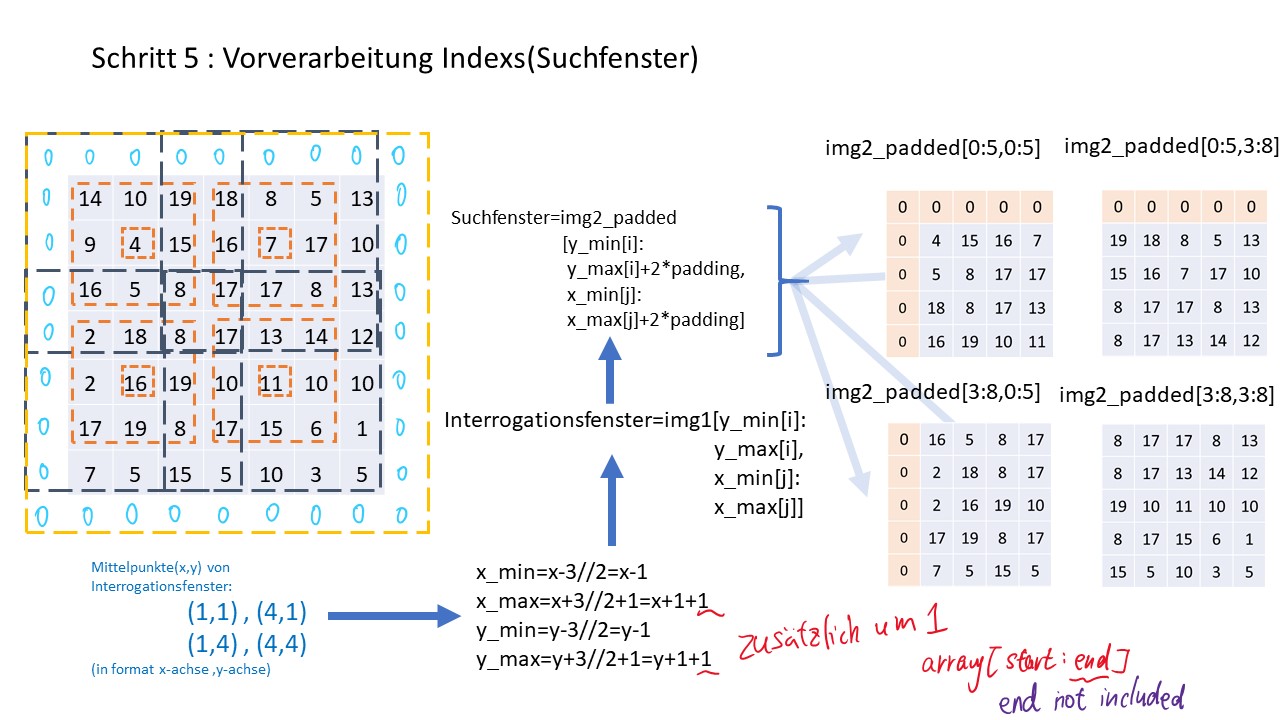 Schritt 5 : Vorverarbeitung Indexs(Suchfenster)
0 0 0 0 0 0 0 0 0
0 14 10 19 18 8 5 13 0
0 9 4 15 16 7 17 10 0
0 16 5 8 17 17 8 13 0
0 2 18 8 17 13 14 12 0
0 2 16 19 10 11 10 10 0
0 17 19 8 17 15 6 1 0
0 7 5 15 5 10 3 5 0
0 0 0 0 0 0 0 0 0
Mittelpunkte(x,y) von
Interrogationsfenster:
(1,1) , (4,1)
(1,4) , (4,4)
(in format x-achse ,y-achse)
x_min=x-3//2=x-1
x_max=x+3//2+1=x+1+1
y_min=y-3//2=y-1
y_max=y+3//2+1=y+1+1
zusätzlich um 1
array[start:end]
end not included
Interrogationsfenster=img1[y_min[i]:
y_max[i],
x_min[j]:
x_max[j]]
Suchfenster=img2_padded
[y_min[i]:
y_max[i]+2*padding,
x_min[j]:
x_max[j]+2*padding]
img2_padded[0:5,0:5]
0 0 0 0 0
0 4 15 16 7
0 5 8 17 17
0 18 8 17 13
0 16 19 10 11
img2_padded[0:5,3:8]
0 0 0 0 0
19 18 8 5 13
15 16 7 17 10
8 17 17 8 13
8 17 13 14 12
img2_padded[3:8,0:5]
0 16 5 8 17
0 2 18 8 17
0 2 16 19 10
0 17 19 8 17
0 7 5 15 5
img2_padded[3:8,3:8]
8 17 17 8 13
8 17 13 14 12
19 10 11 10 10
8 17 15 6 1
15 5 10 3 5